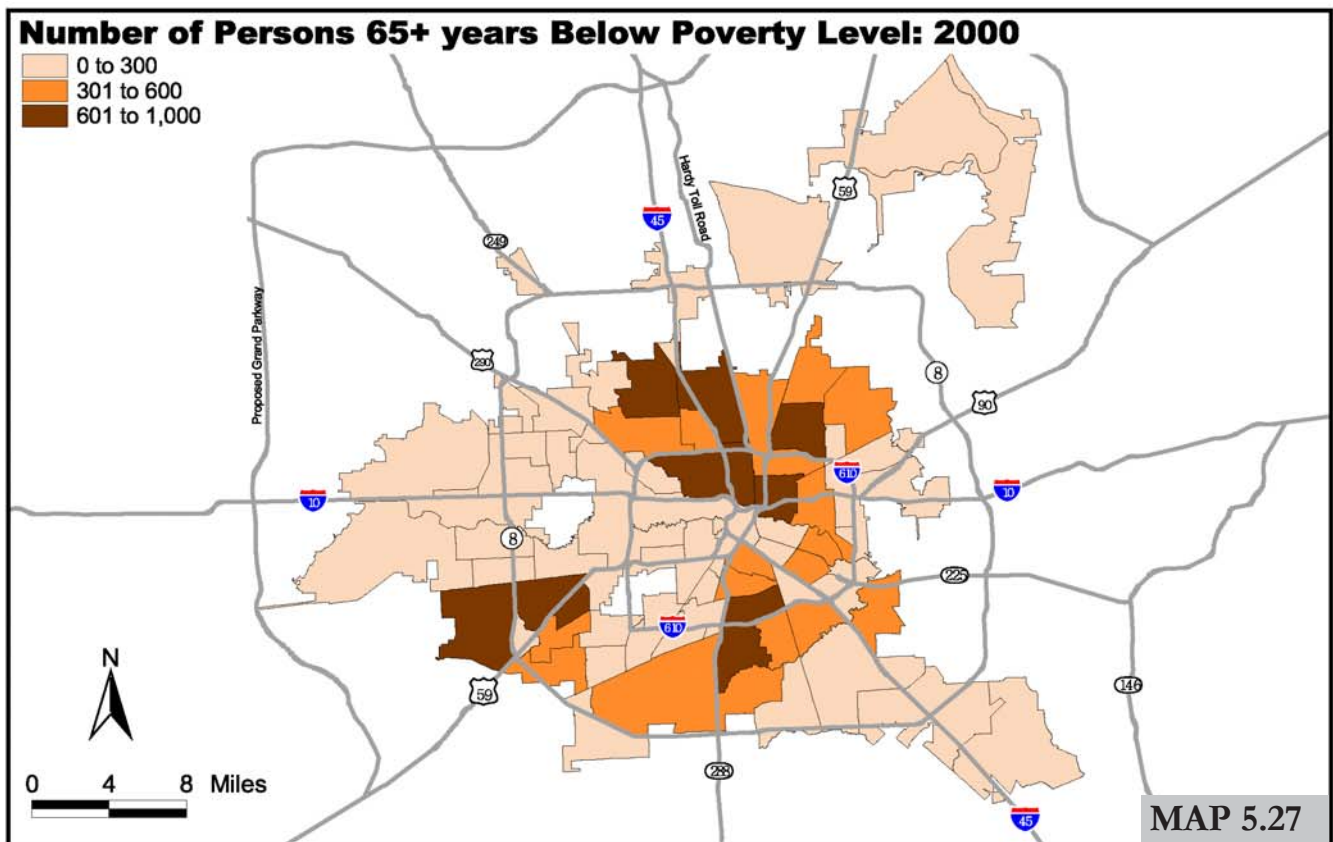 Number of Persons 65+ years Below Poverty Level: 2000
0 to 300
301 to 600
601 to 1,000
Hardy Toll Road
59
45
249
Proposed Grand Parkway
290
8
90
610
10
10
8
225
610
59
146
288
45
N
0 4 8 Miles
MAP 5.27